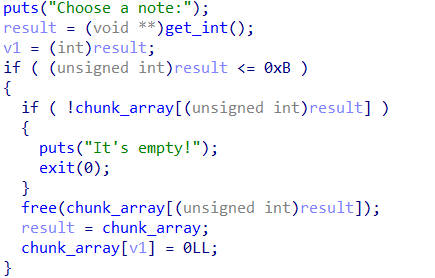 puts("Choose a note:");
result = (void **)get_int();
v1 = (int)result;
if ( (unsigned int)result <= 0xB )
{
  if ( !chunk_array[(unsigned int)result] )
  {
    puts("It's empty!");
    exit(0);
  }
  free(chunk_array[(unsigned int)result]);
  result = chunk_array;
  chunk_array[v1] = 0LL;
}